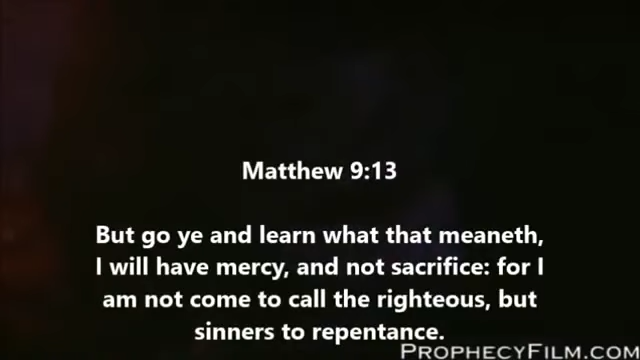 Matthew 9:13
But go ye and learn what that meaneth,
I will have mercy, and not sacrifice: for I
am not come to call the righteous, but
sinners to repentance.
PROPHECYFILM.COM